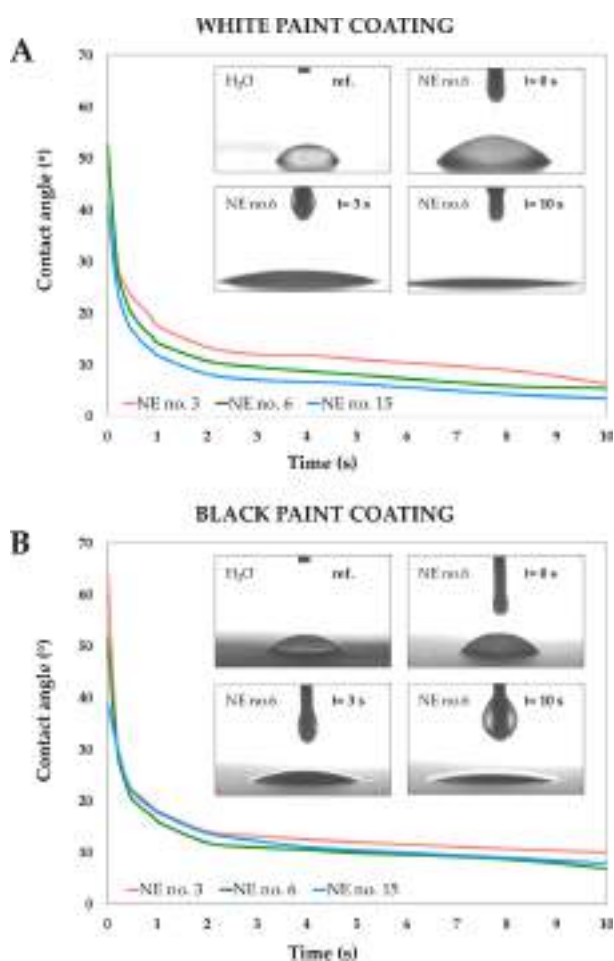 WHITE PAINT COATING
A
70
60
50
40
30
20
10
0
Contact angle (°)
H₂O ref.
NE no.6 t= 0 s
NE no.6 t= 3 s
NE no.6 t= 10 s
NE no. 3 NE no. 6 NE no. 15
0 1 2 3 4 5 6 7 8 9 10
Time (s)
BLACK PAINT COATING
B
70
60
50
40
30
20
10
0
Contact angle (°)
H₂O ref.
NE no.6 t= 0 s
NE no.6 t= 3 s
NE no.6 t= 10 s
NE no. 3 NE no. 6 NE no. 15
0 1 2 3 4 5 6 7 8 9 10
Time (s)